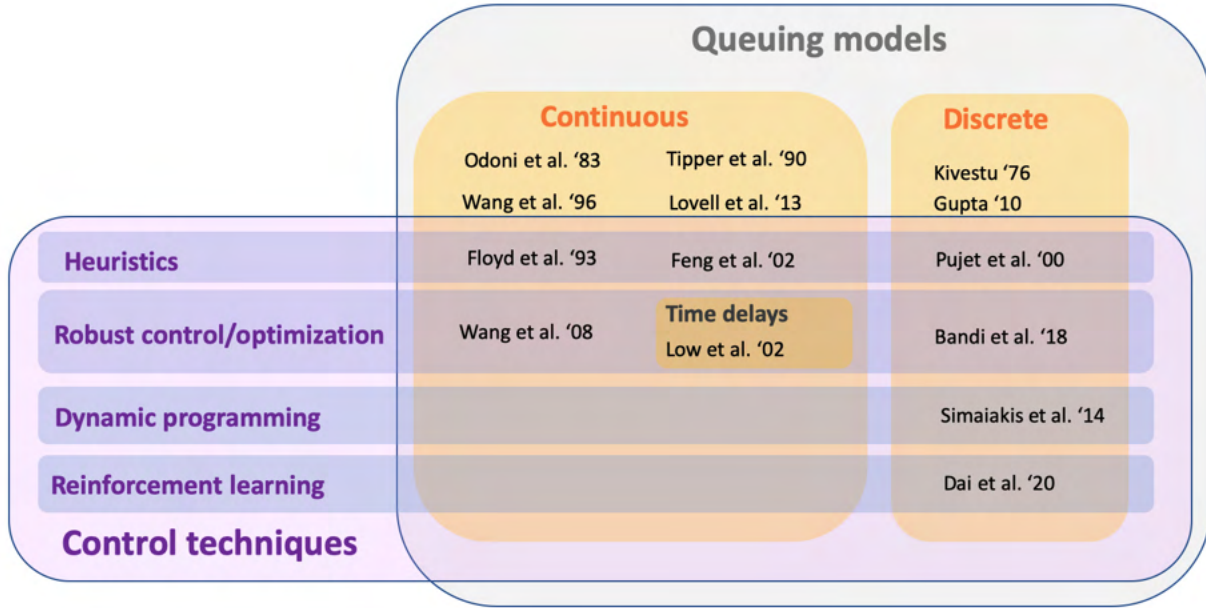 Queuing models
Continuous
Discrete
Odoni et al. ‘83
Tipper et al. ‘90
Kivestu ‘76
Wang et al. ‘96
Lovell et al. ‘13
Gupta ‘10
Heuristics
Floyd et al. ‘93
Feng et al. ‘02
Pujet et al. ‘00
Robust control/optimization
Wang et al. ‘08
Time delays
Low et al. ‘02
Bandi et al. ‘18
Dynamic programming
Simaiakis et al. ‘14
Reinforcement learning
Dai et al. ‘20
Control techniques